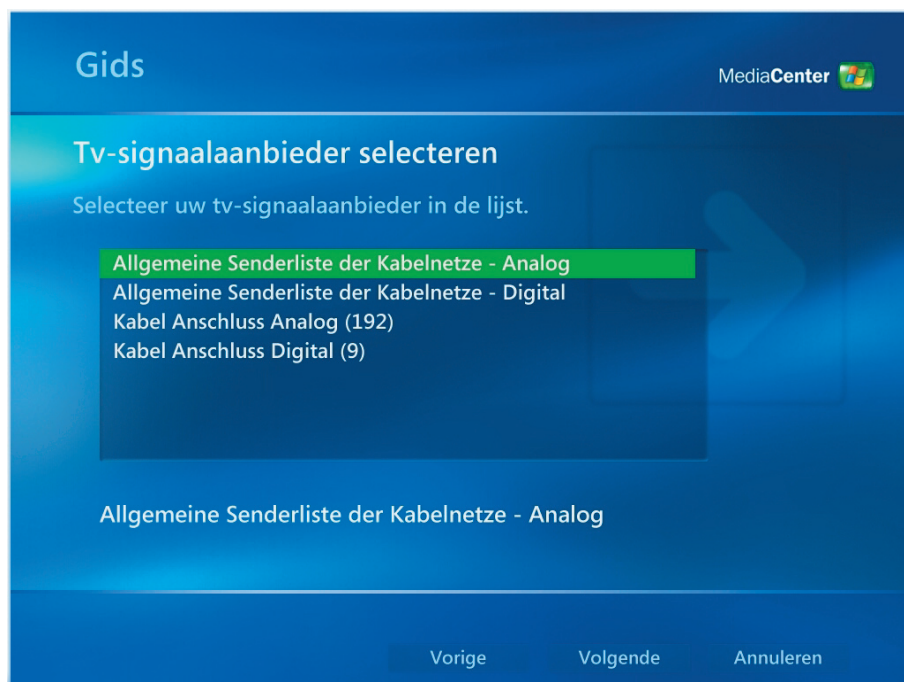 Gids
MediaCenter
Tv-signaalaanbieder selecteren
Selecteer uw tv-signaalaanbieder in de lijst.
Allgemeine Senderliste der Kabelnetze - Analog
Allgemeine Senderliste der Kabelnetze - Digital
Kabel Anschluss Analog (192)
Kabel Anschluss Digital (9)
Allgemeine Senderliste der Kabelnetze - Analog
Vorige Volgende Annuleren